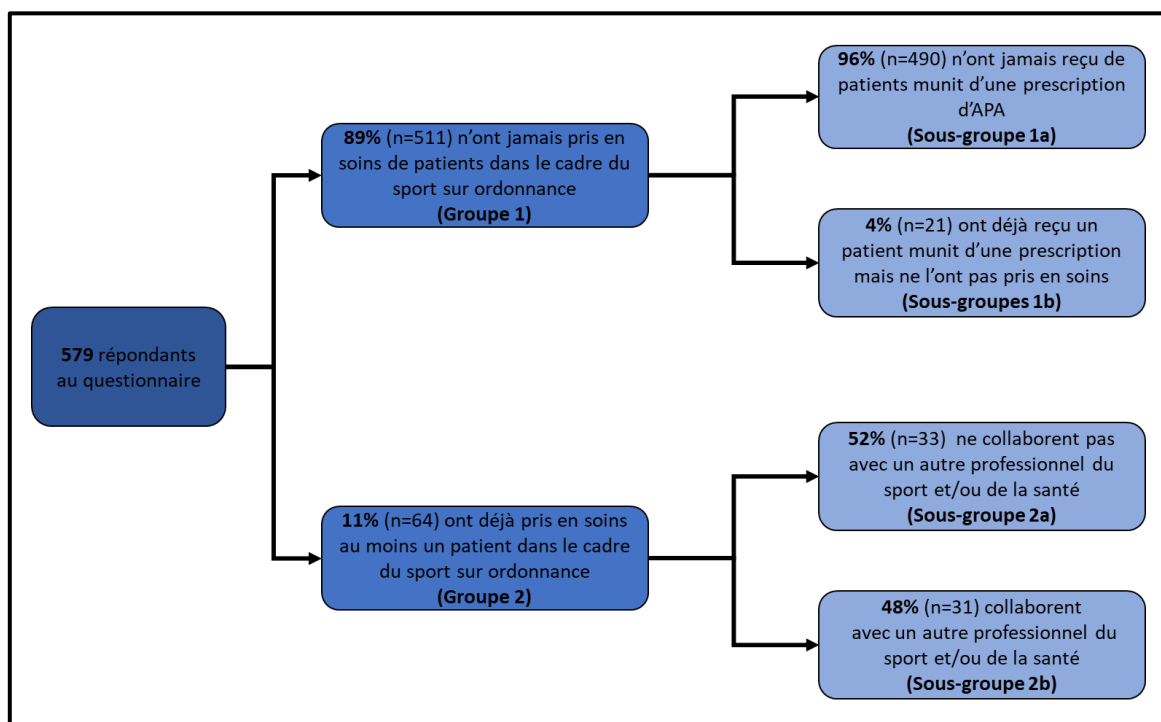 579 répondants
au questionnaire
89% (n=511) n'ont jamais pris en
soins de patients dans le cadre du
sport sur ordonnance
(Groupe 1)
96% (n=490) n'ont jamais reçu de
patients munit d'une prescription
d'APA
(Sous-groupe 1a)
4% (n=21) ont déjà reçu un
patient munit d'une prescription
mais ne l'ont pas pris en soins
(Sous-groupes 1b)
11% (n=64) ont déjà pris en soins
au moins un patient dans le cadre
du sport sur ordonnance
(Groupe 2)
52% (n=33) ne collaborent pas
avec un autre professionnel du
sport et/ou de la santé
(Sous-groupe 2a)
48% (n=31) collaborent
avec un autre professionnel du
sport et/ou de la santé
(Sous-groupe 2b)